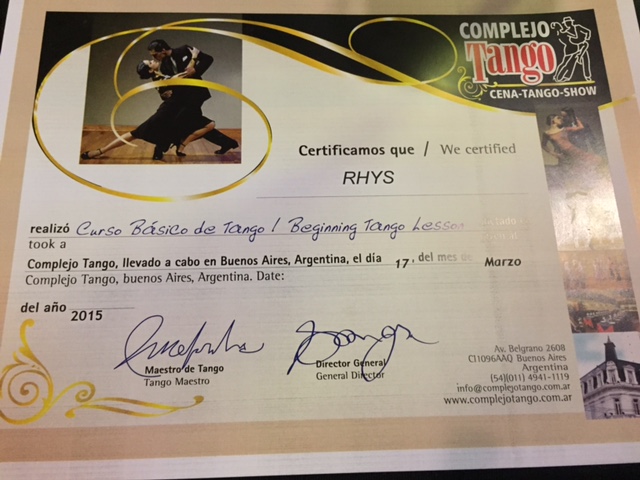 COMPLEJO
Tango
CENA-TANGO-SHOW
Certificamos que / We certified
RHYS
realizó Curso Básico de Tango / Beginning Tango Lesson
took a
Complejo Tango, llevado a cabo en Buenos Aires, Argentina, el día 17, del mes de Marzo
Complejo Tango, buenos Aires, Argentina. Date:
del año 2015
Maestro de Tango
Tango Maestro
Director General
General Director
Av. Belgrano 2608
C1096AAQ Buenos Aires
Argentina
(54)(011) 4941-1119
info@complejotango.com.ar
www.complejotango.com.ar